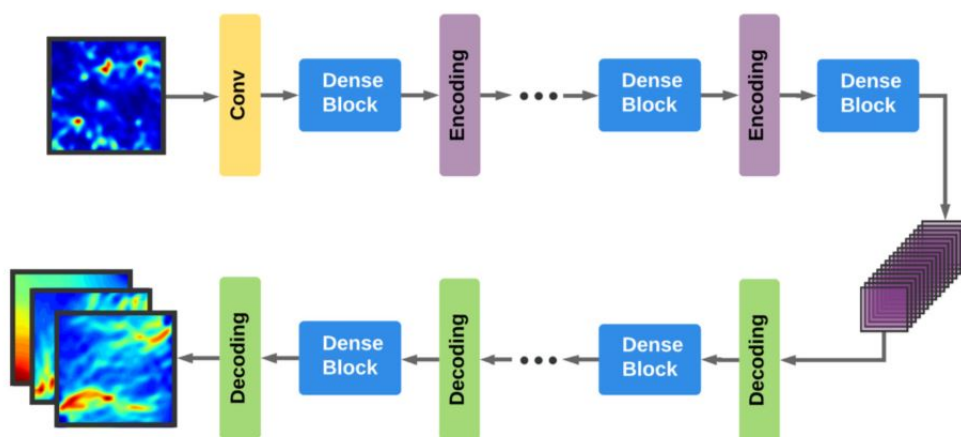 Conv
Dense
Block
Encoding
Dense
Block
Encoding
Dense
Block
Decoding
Dense
Block
Decoding
Dense
Block
Decoding